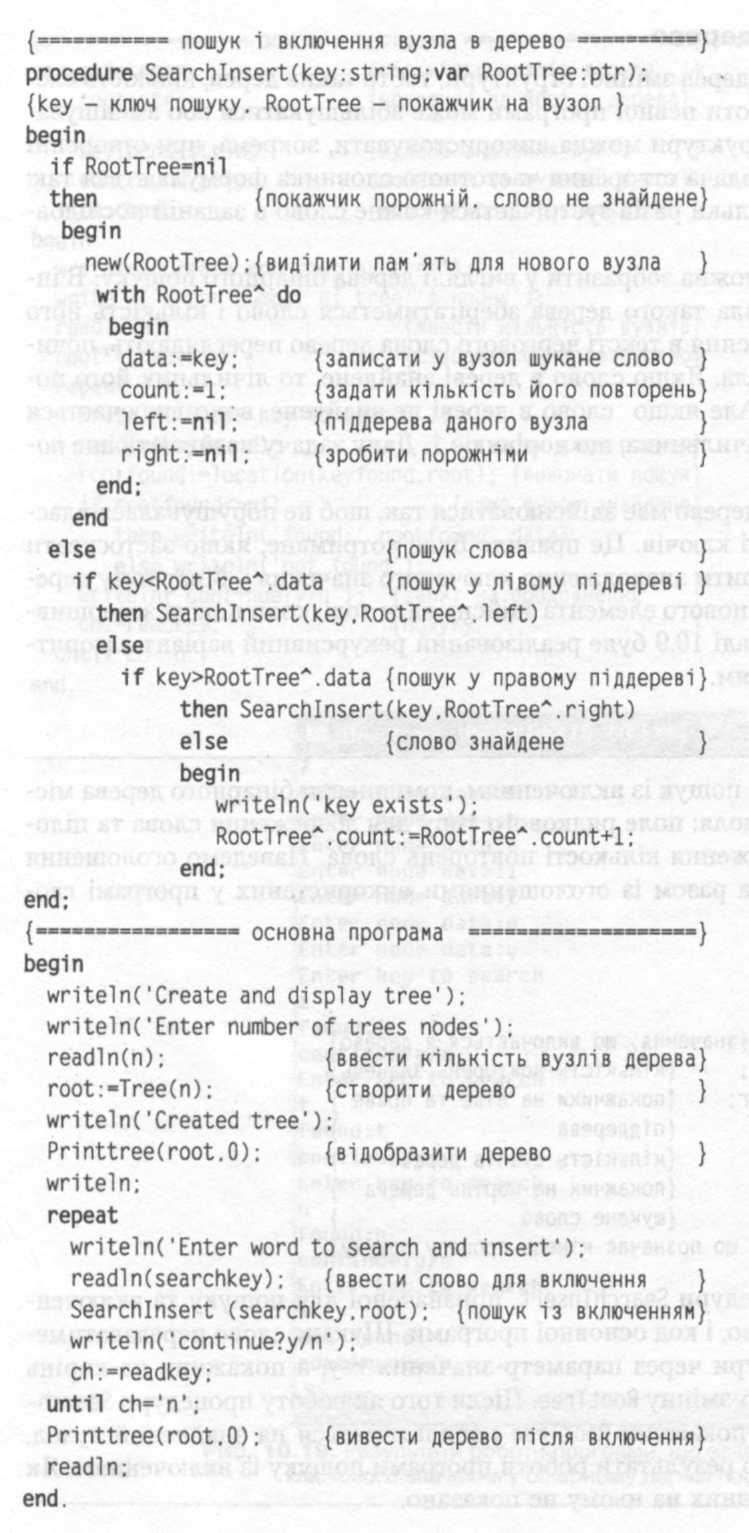 {============ пошук і включення вузла в дерево ===========}
procedure SearchInsert(key:string;var RootTree:ptr);
{key – ключ пошуку, RootTree – покажчик на вузол }
begin
if RootTree=nil
then {покажчик порожній, слово не знайдене}
begin
new(RootTree);{виділити пам'ять для нового вузла }
with RootTree^ do
begin
data:=key; {записати у вузол шукане слово }
count:=1; {задати кількість його повторень}
left:=nil; {піддерева даного вузла }
right:=nil; {зробити порожніми }
end;
end
else {пошук слова }
if key<RootTree^.data {пошук у лівому піддереві }
then SearchInsert(key,RootTree^.left)
else
if key>RootTree^.data {пошук у правому піддереві}
then SearchInsert(key,RootTree^.right)
else {слово знайдене }
begin
writeln('key exists');
RootTree^.count:=RootTree^.count+1;
end;
end;
{================= основна програма ===================}
begin
writeln('Create and display tree');
writeln('Enter number of trees nodes');
readln(n); {ввести кількість вузлів дерева}
root:=Tree(n); {створити дерево }
writeln('Created tree');
Printtree(root,0); {відобразити дерево }
writeln;
repeat
writeln('Enter word to search and insert');
readln(searchkey); {ввести слово для включення }
SearchInsert (searchkey,root); {пошук із включенням}
writeln('continue?y/n');
ch:=readkey;
until ch='n';
Printtree(root,0); {вивести дерево після включення}
readln;
end.